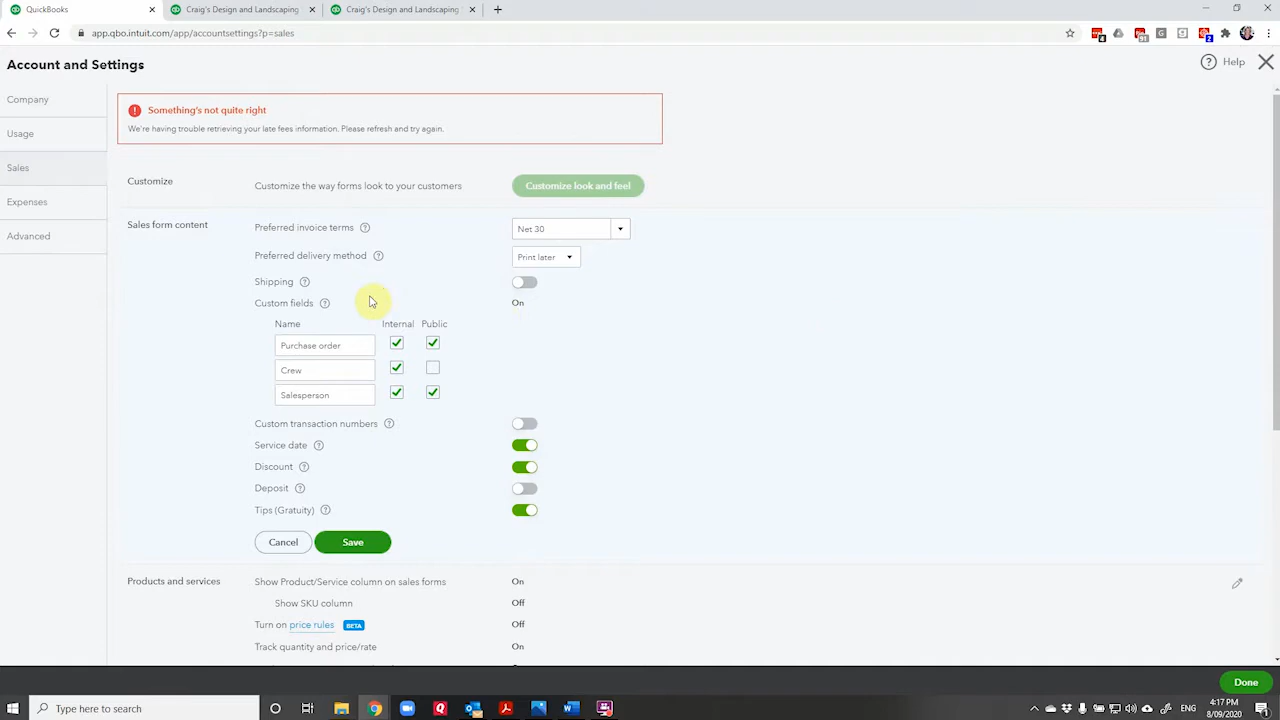 QuickBooks
Craig's Design and Landscaping
Craig's Design and Landscaping
app.qbo.intuit.com/app/accountsettings?p=sales
Account and Settings
Help
Company
Usage
Sales
Expenses
Advanced
Something's not quite right
We're having trouble retrieving your late fees information. Please refresh and try again.
Customize
Customize the way forms look to your customers
Customize look and feel
Sales form content
Preferred invoice terms
Net 30
Preferred delivery method
Print later
Shipping
Custom fields
On
Name Internal Public
Purchase order
Crew
Salesperson
Custom transaction numbers
Service date
Discount
Deposit
Tips (Gratuity)
Cancel
Save
Products and services
Show Product/Service column on sales forms
On
Show SKU column
Off
Turn on price rules BETA
Off
Track quantity and price/rate
On
Done
Type here to search
4:17 PM
8/09/2020